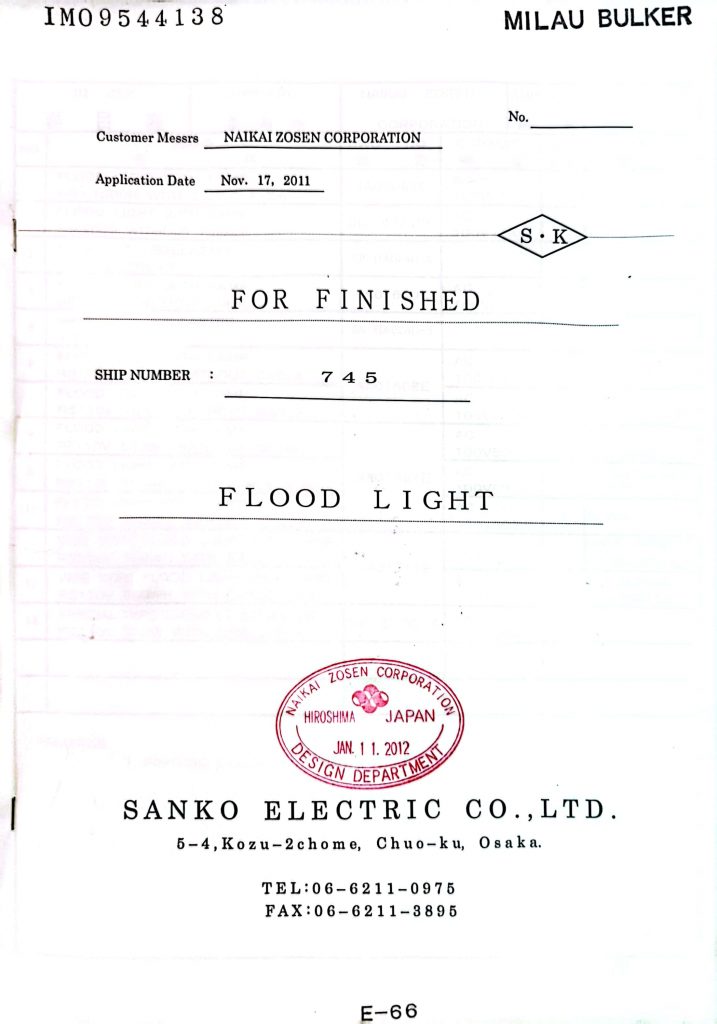 IMO9544138
MILAU BULKER
No.
Customer Messrs NAIKAI ZOSEN CORPORATION
Application Date Nov. 17, 2011
S・K
FOR FINISHED
SHIP NUMBER : 745
FLOOD LIGHT
NAIKAI ZOSEN CORPORATION
HIROSHIMA JAPAN
JAN. 11. 2012
DESIGN DEPARTMENT
SANKO ELECTRIC CO.,LTD.
5-4,Kozu-2chome, Chuo-ku, Osaka.
TEL:06-6211-0975
FAX:06-6211-3895
E-66